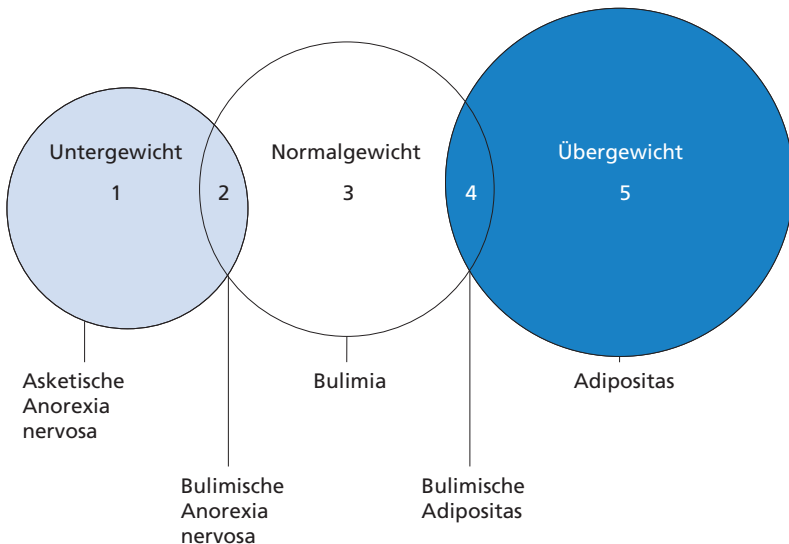 Untergewicht
1
2
Normalgewicht
3
4
Übergewicht
5
Asketische
Anorexia
nervosa
Bulimische
Anorexia
nervosa
Bulimia
Bulimische
Adipositas
Adipositas